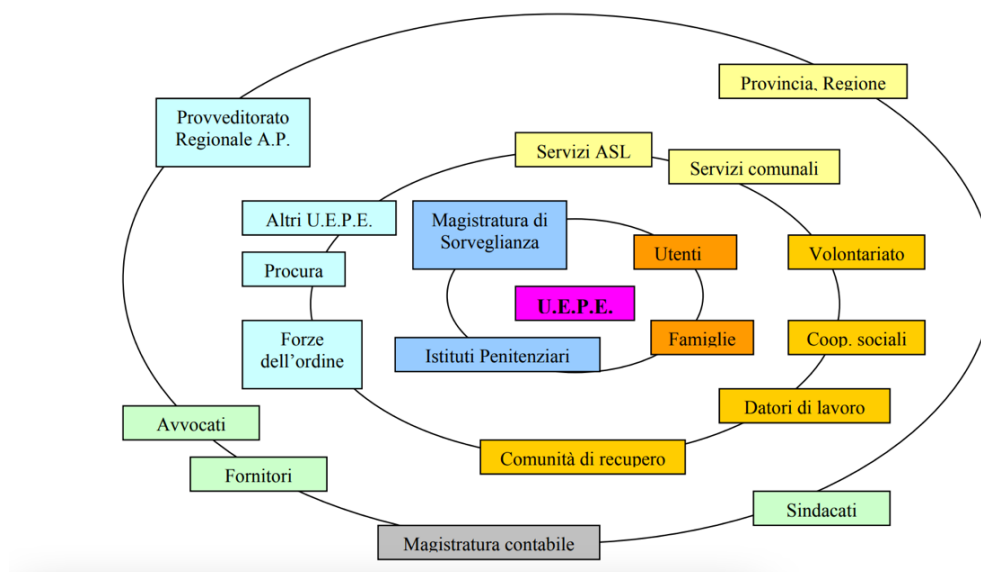 Provincia, Regione
Provveditorato
Regionale A.P.
Servizi ASL
Servizi comunali
Altri U.E.P.E.
Magistratura di
Sorveglianza
Utenti
Volontariato
Procura
U.E.P.E.
Forze
dell'ordine
Istituti Penitenziari
Famiglie
Coop. sociali
Datori di lavoro
Avvocati
Comunità di recupero
Fornitori
Sindacati
Magistratura contabile